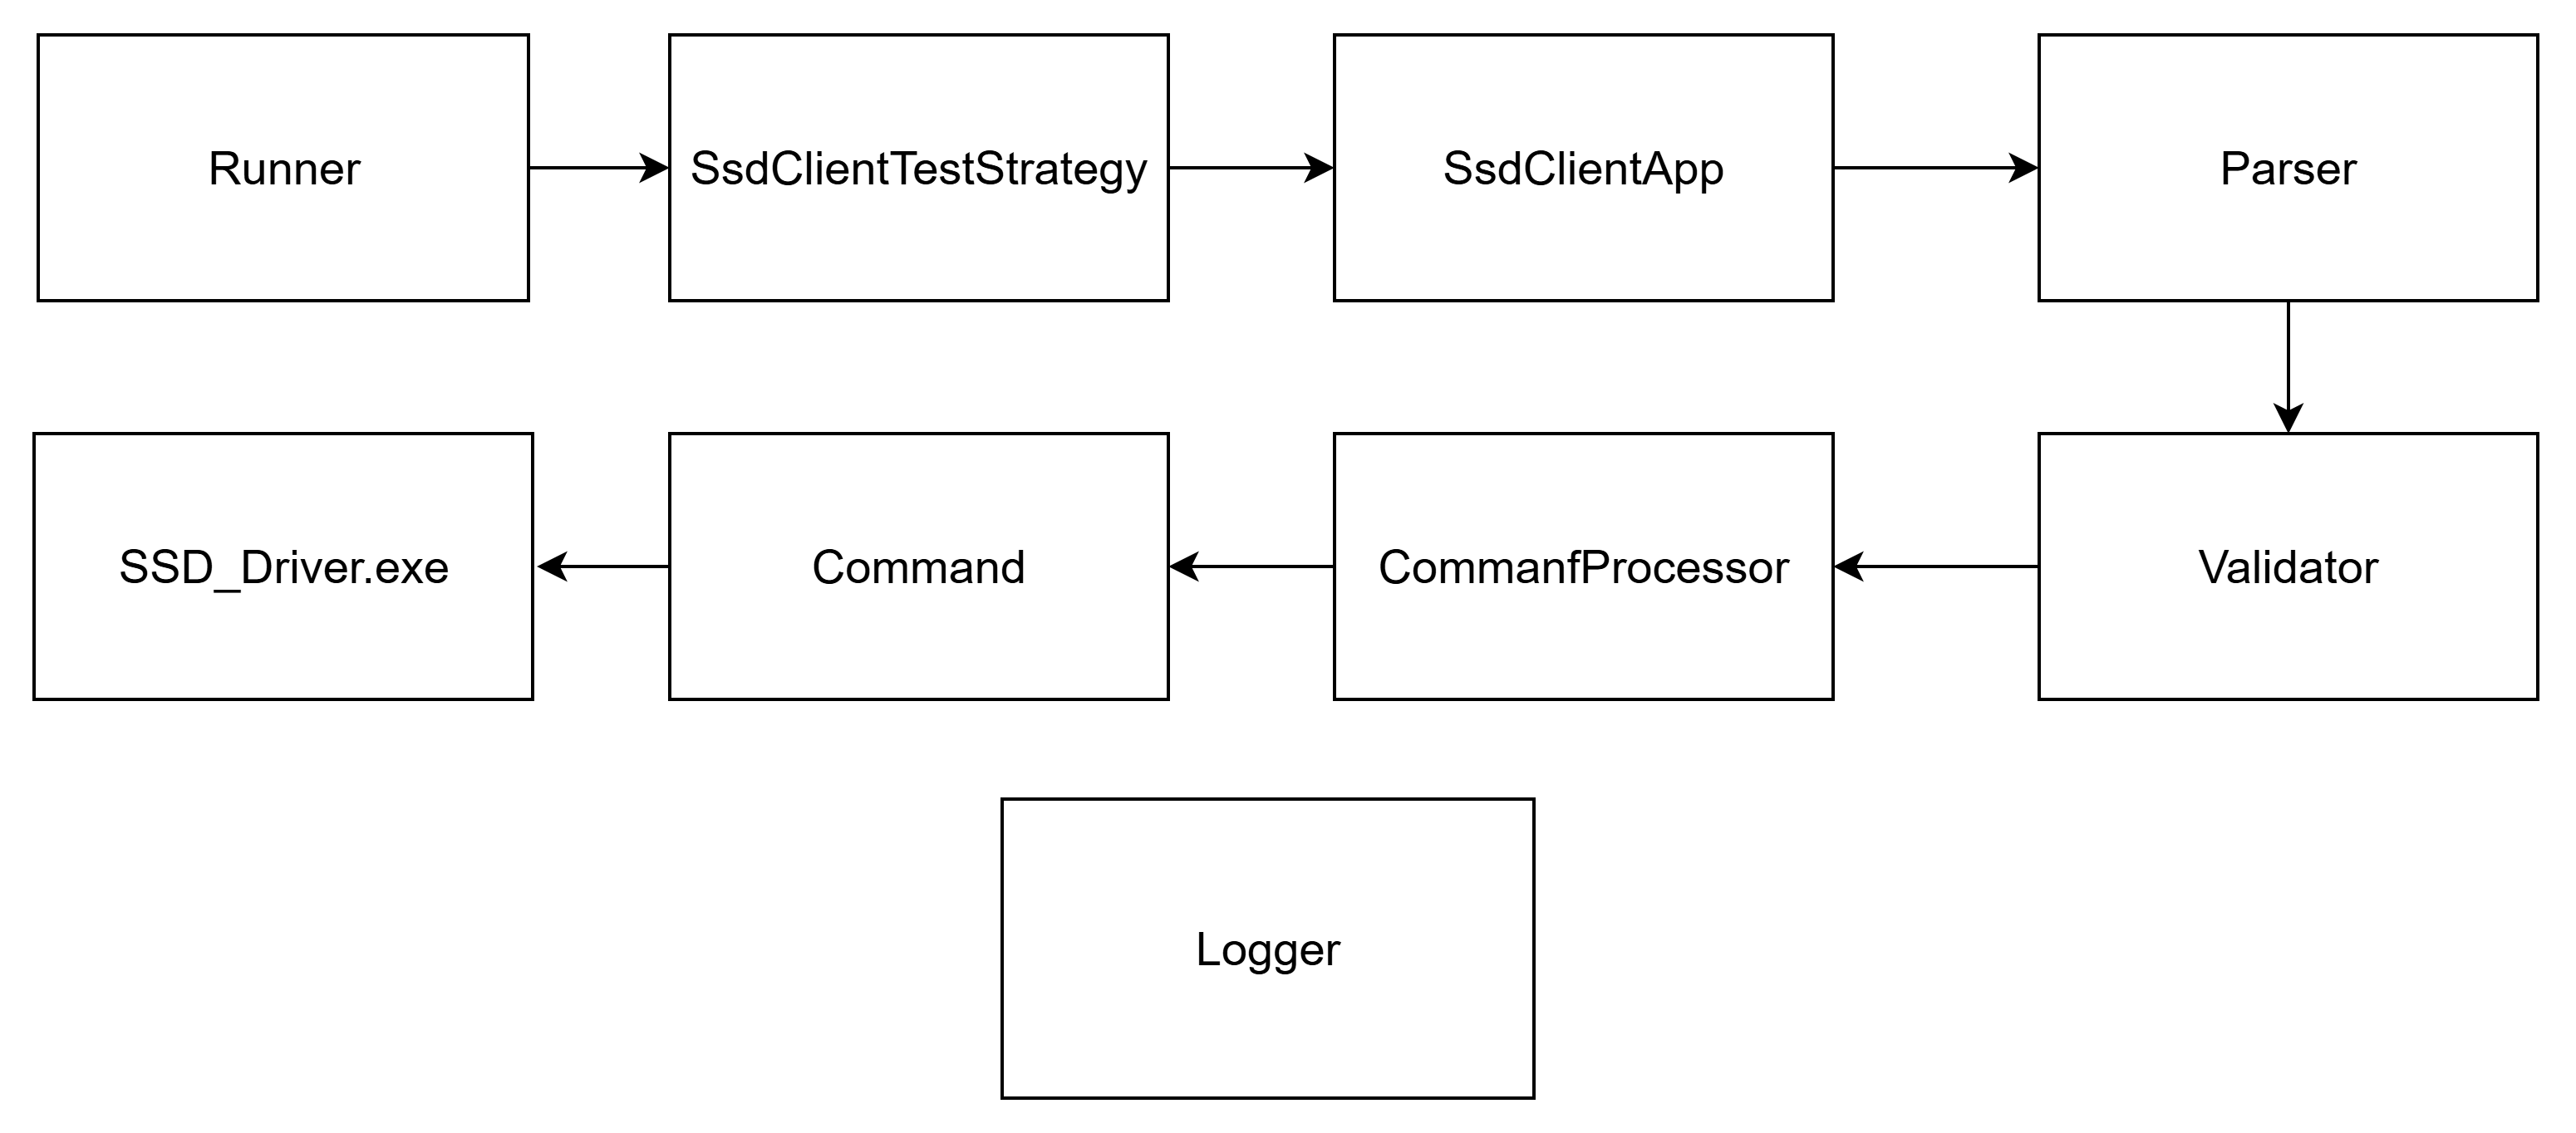 Runner
SsdClientTestStrategy
SsdClientApp
Parser
SSD_Driver.exe
Command
CommanfProcessor
Validator
Logger